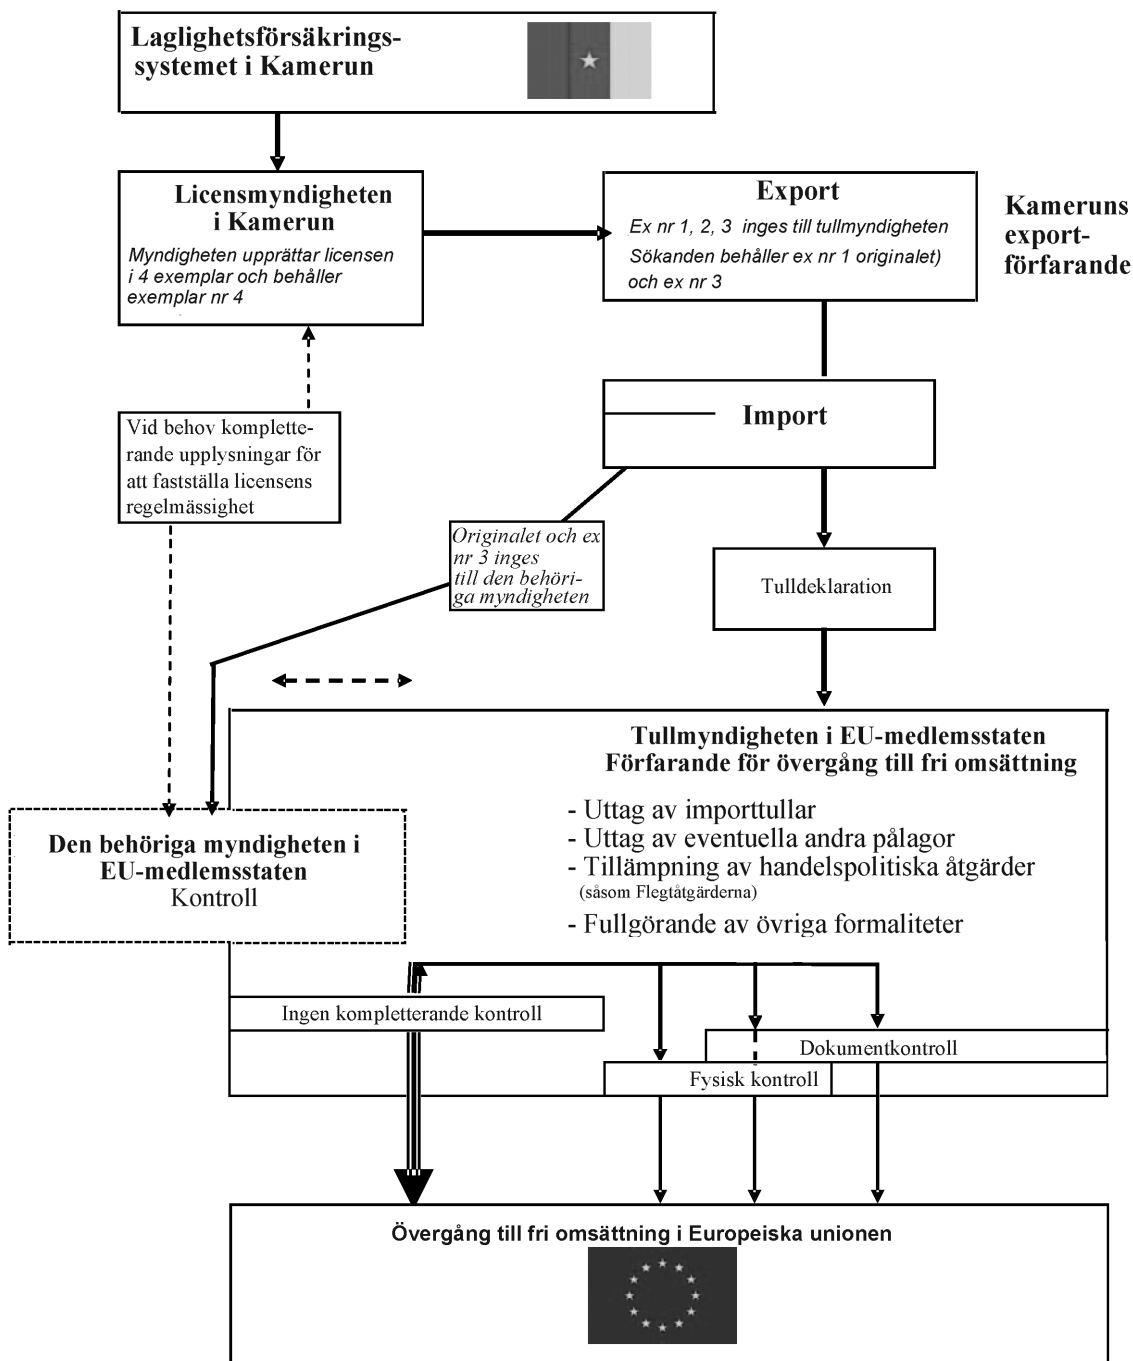 Laglighetsförsäkrings-
systemet i Kamerun
Licensmyndigheten
i Kamerun
Myndigheten upprättar licensen
i 4 exemplar och behåller
exemplar nr 4
Export
Ex nr 1, 2, 3 inges till tullmyndigheten
Sökanden behåller ex nr 1 originalet)
och ex nr 3
Kameruns
export-
förfarande
Import
Vid behov komplette-
rande upplysningar för
att fastställa licensens
regelmässighet
Originalet och ex
nr 3 inges
till den behöri-
ga myndigheten
Tulldeklaration
Tullmyndigheten i EU-medlemsstaten
Förfarande för övergång till fri omsättning
- Uttag av importtullar
- Uttag av eventuella andra pålagor
- Tillämpning av handelspolitiska åtgärder
(såsom Flegtåtgärderna)
- Fullgörande av övriga formaliteter
Den behöriga myndigheten i
EU-medlemsstaten
Kontroll
Ingen kompletterande kontroll
Dokumentkontroll
Fysisk kontroll
Övergång till fri omsättning i Europeiska unionen